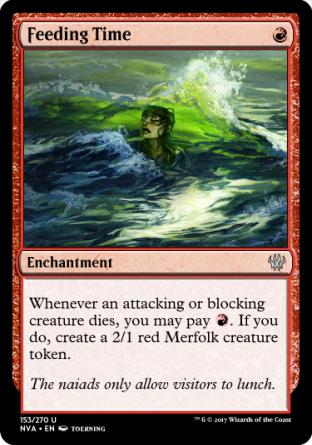 Feeding Time
Enchantment
Whenever an attacking or blocking
creature dies, you may pay . If you
do, create a 2/1 red Merfolk creature
token.
The naiads only allow visitors to lunch.
153/270 U
NVA • EN TOERNING
™ & © 2017 Wizards of the Coast